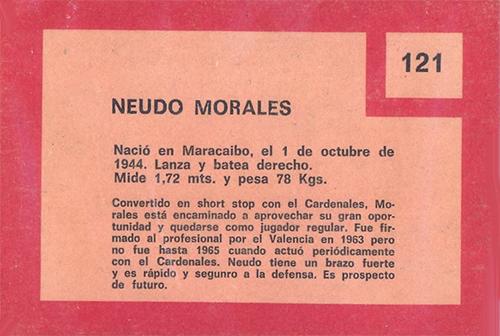 121
NEUDO MORALES
Nació en Maracaibo, el 1 de octubre de
1944. Lanza y batea derecho.
Mide 1,72 mts. y pesa 78 Kgs.
Convertido en short stop con el Cardenales, Mo-
rales está encaminado a aprovechar su gran opor-
tunidad y quedarse como jugador regular. Fue fir-
mado al profesional por el Valencia en 1963 pero
no fue hasta 1965 cuando actuó periódicamente
con el Cardenales. Neudo tiene un brazo fuerte
y es rápido y segunro a la defensa. Es prospecto
de futuro.